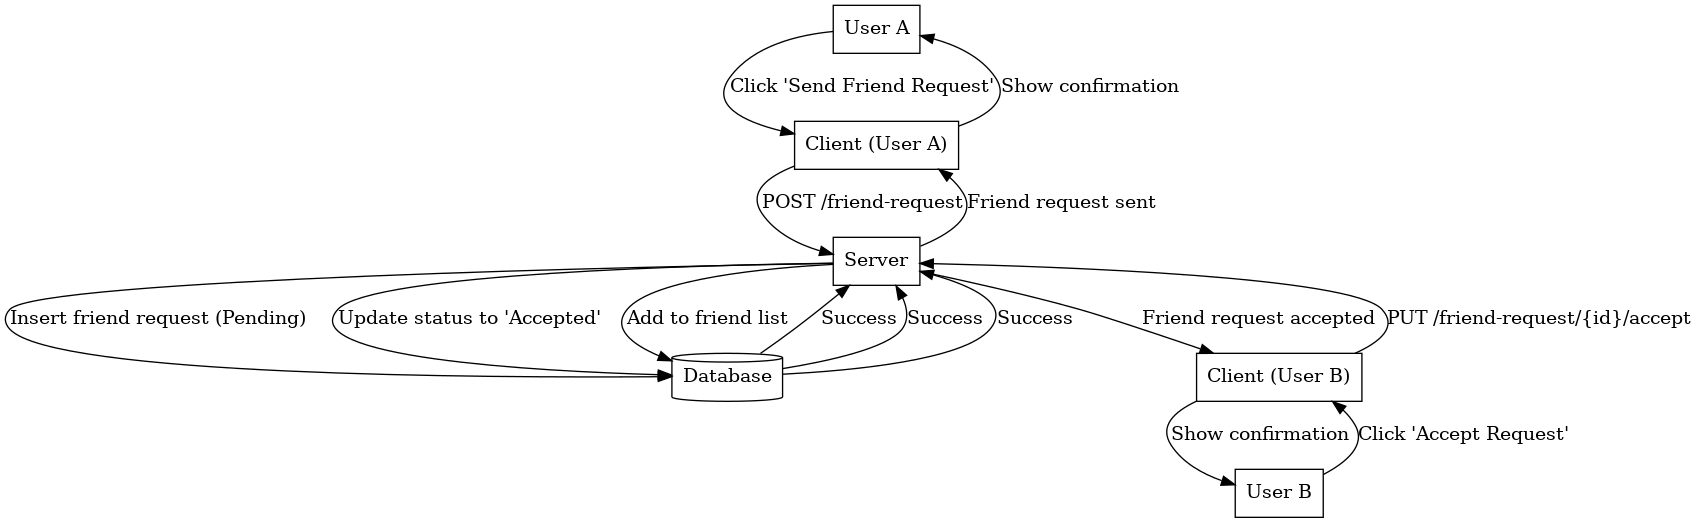 User A
Click 'Send Friend Request'
Show confirmation
Client (User A)
POST /friend-request
Friend request sent
Server
Insert friend request (Pending)
Update status to 'Accepted'
Add to friend list
Success
Success
Success
Friend request accepted
PUT /friend-request/{id}/accept
Database
Client (User B)
Show confirmation
Click 'Accept Request'
User B